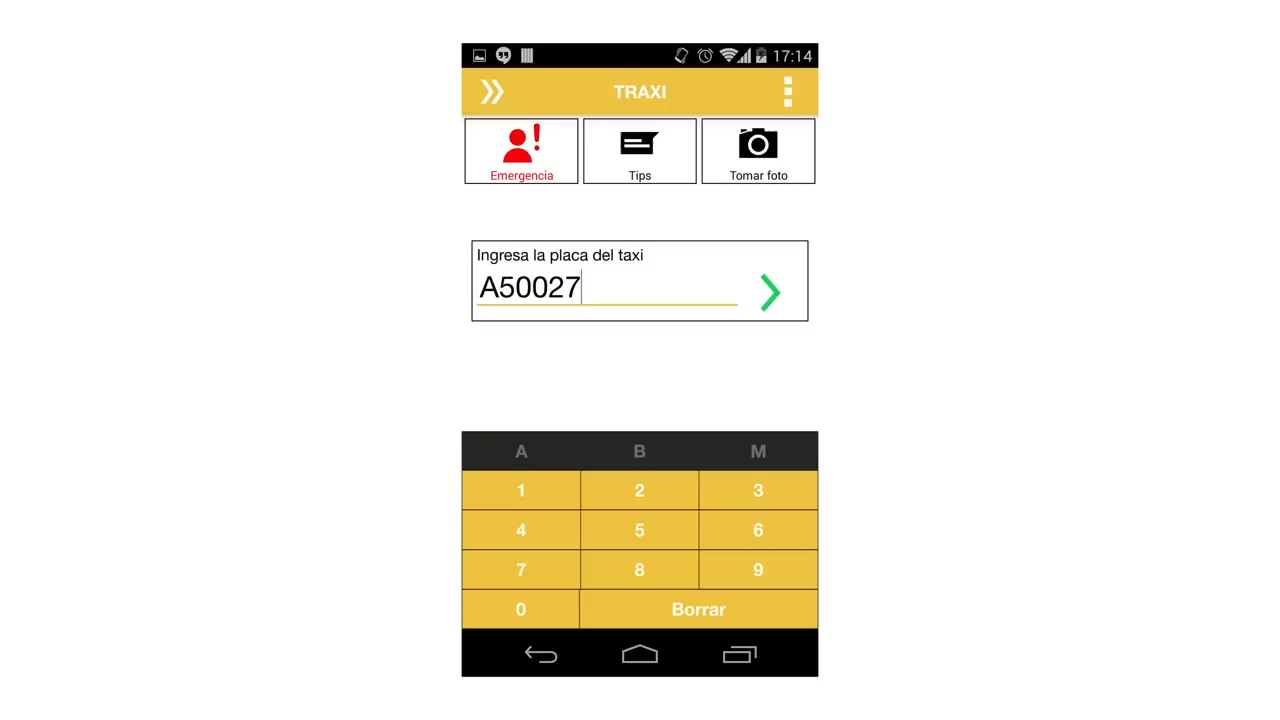 17:14
TRAXI
Emergencia
Tips
Tomar foto
Ingresa la placa del taxi
A50027
A B M
1 2 3
4 5 6
7 8 9
0 Borrar